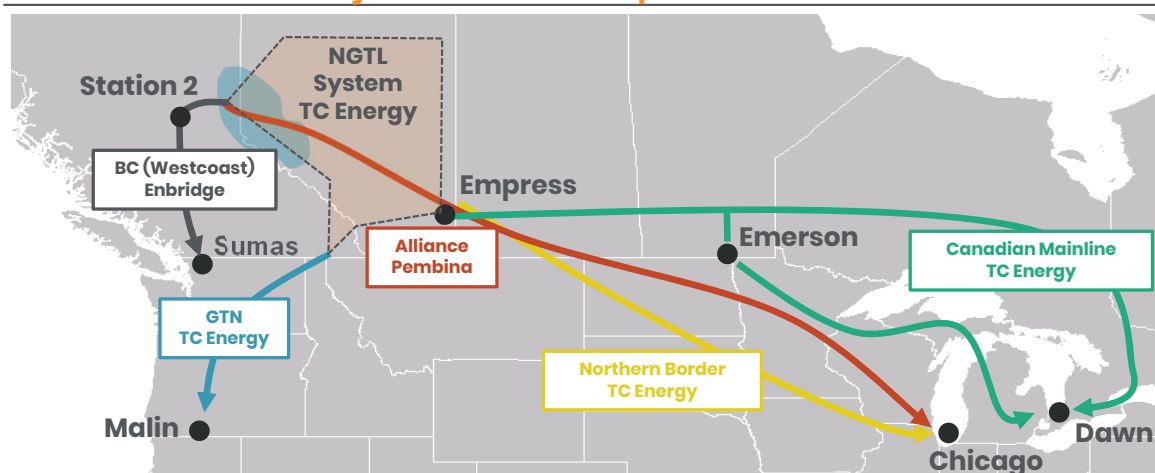 NGTL
System
TC Energy
Station 2
BC (Westcoast)
Enbridge
Empress
Sumas
Alliance
Pembina
Emerson
Canadian Mainline
TC Energy
GTN
TC Energy
Northern Border
TC Energy
Malin
Dawn
Chicago